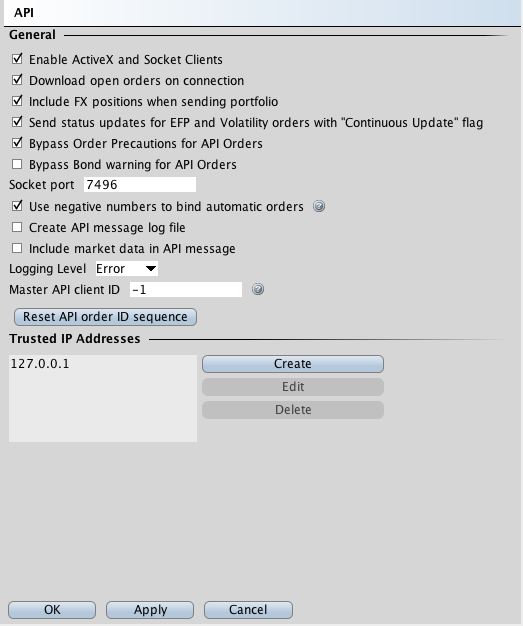 API
General
Enable ActiveX and Socket Clients
Download open orders on connection
Include FX positions when sending portfolio
Send status updates for EFP and Volatility orders with "Continuous Update" flag
Bypass Order Precautions for API Orders
Bypass Bond warning for API Orders
Socket port 7496
Use negative numbers to bind automatic orders ?
Create API message log file
Include market data in API message
Logging Level Error
Master API client ID -1 ?
Reset API order ID sequence
Trusted IP Addresses
127.0.0.1 Create
Edit
Delete
OK Apply Cancel